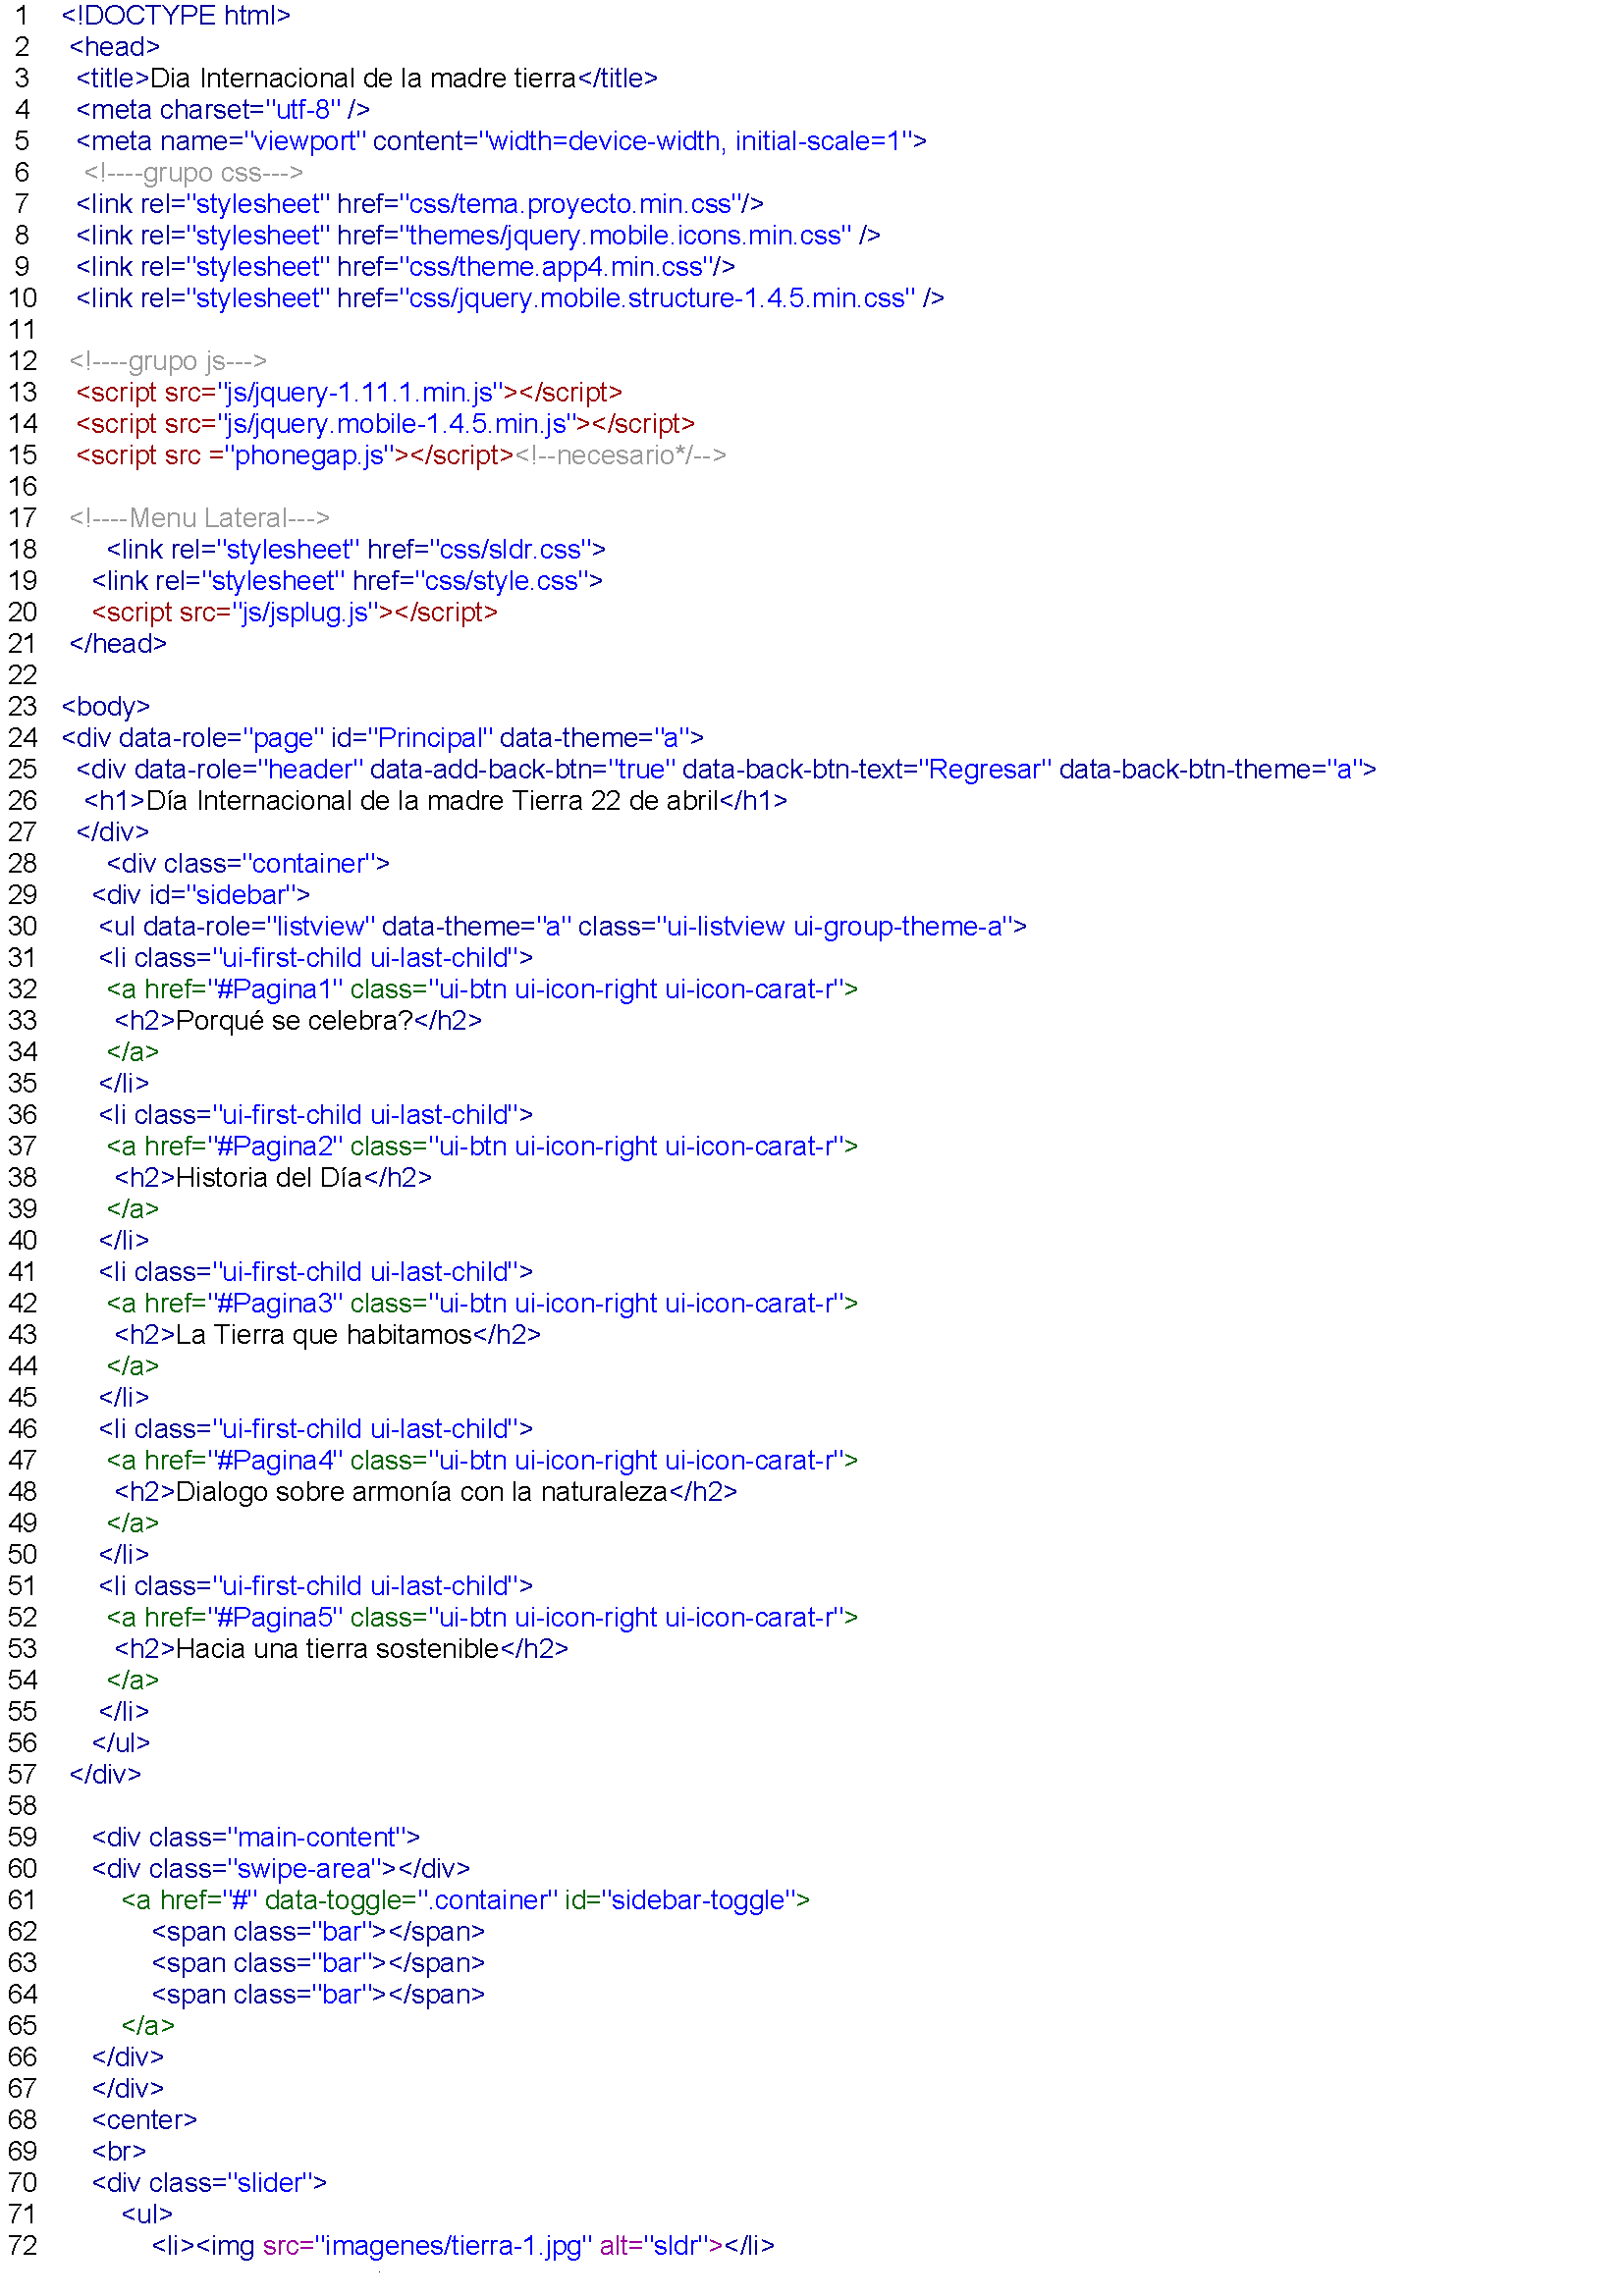 1 <!DOCTYPE html>
2 <head>
3 <title>Dia Internacional de la madre tierra</title>
4 <meta charset="utf-8" />
5 <meta name="viewport" content="width=device-width, initial-scale=1">
6 <!----grupo css--->
7 <link rel="stylesheet" href="css/tema.proyecto.min.css"/>
8 <link rel="stylesheet" href="themes/jquery.mobile.icons.min.css" />
9 <link rel="stylesheet" href="css/theme.app4.min.css"/>
10 <link rel="stylesheet" href="css/jquery.mobile.structure-1.4.5.min.css" />
11
12 <!----grupo js--->
13 <script src="js/jquery-1.11.1.min.js"></script>
14 <script src="js/jquery.mobile-1.4.5.min.js"></script>
15 <script src ="phonegap.js"></script><!--necesario*/-->
16
17 <!----Menu Lateral--->
18 <link rel="stylesheet" href="css/sldr.css">
19 <link rel="stylesheet" href="css/style.css">
20 <script src="js/jsplug.js"></script>
21 </head>
22
23 <body>
24 <div data-role="page" id="Principal" data-theme="a">
25 <div data-role="header" data-add-back-btn="true" data-back-btn-text="Regresar" data-back-btn-theme="a">
26 <h1>Día Internacional de la madre Tierra 22 de abril</h1>
27 </div>
28 <div class="container">
29 <div id="sidebar">
30 <ul data-role="listview" data-theme="a" class="ui-listview ui-group-theme-a">
31 <li class="ui-first-child ui-last-child">
32 <a href="#Pagina1" class="ui-btn ui-icon-right ui-icon-carat-r">
33 <h2>Porqué se celebra?</h2>
34 </a>
35 </li>
36 <li class="ui-first-child ui-last-child">
37 <a href="#Pagina2" class="ui-btn ui-icon-right ui-icon-carat-r">
38 <h2>Historia del Día</h2>
39 </a>
40 </li>
41 <li class="ui-first-child ui-last-child">
42 <a href="#Pagina3" class="ui-btn ui-icon-right ui-icon-carat-r">
43 <h2>La Tierra que habitamos</h2>
44 </a>
45 </li>
46 <li class="ui-first-child ui-last-child">
47 <a href="#Pagina4" class="ui-btn ui-icon-right ui-icon-carat-r">
48 <h2>Dialogo sobre armonía con la naturaleza</h2>
49 </a>
50 </li>
51 <li class="ui-first-child ui-last-child">
52 <a href="#Pagina5" class="ui-btn ui-icon-right ui-icon-carat-r">
53 <h2>Hacia una tierra sostenible</h2>
54 </a>
55 </li>
56 </ul>
57 </div>
58
59 <div class="main-content">
60 <div class="swipe-area"></div>
61 <a href="#" data-toggle=".container" id="sidebar-toggle">
62 <span class="bar"></span>
63 <span class="bar"></span>
64 <span class="bar"></span>
65 </a>
66 </div>
67 </div>
68 <center>
69 <br>
70 <div class="slider">
71 <ul>
72 <li><img src="imagenes/tierra-1.jpg" alt="sldr"></li>